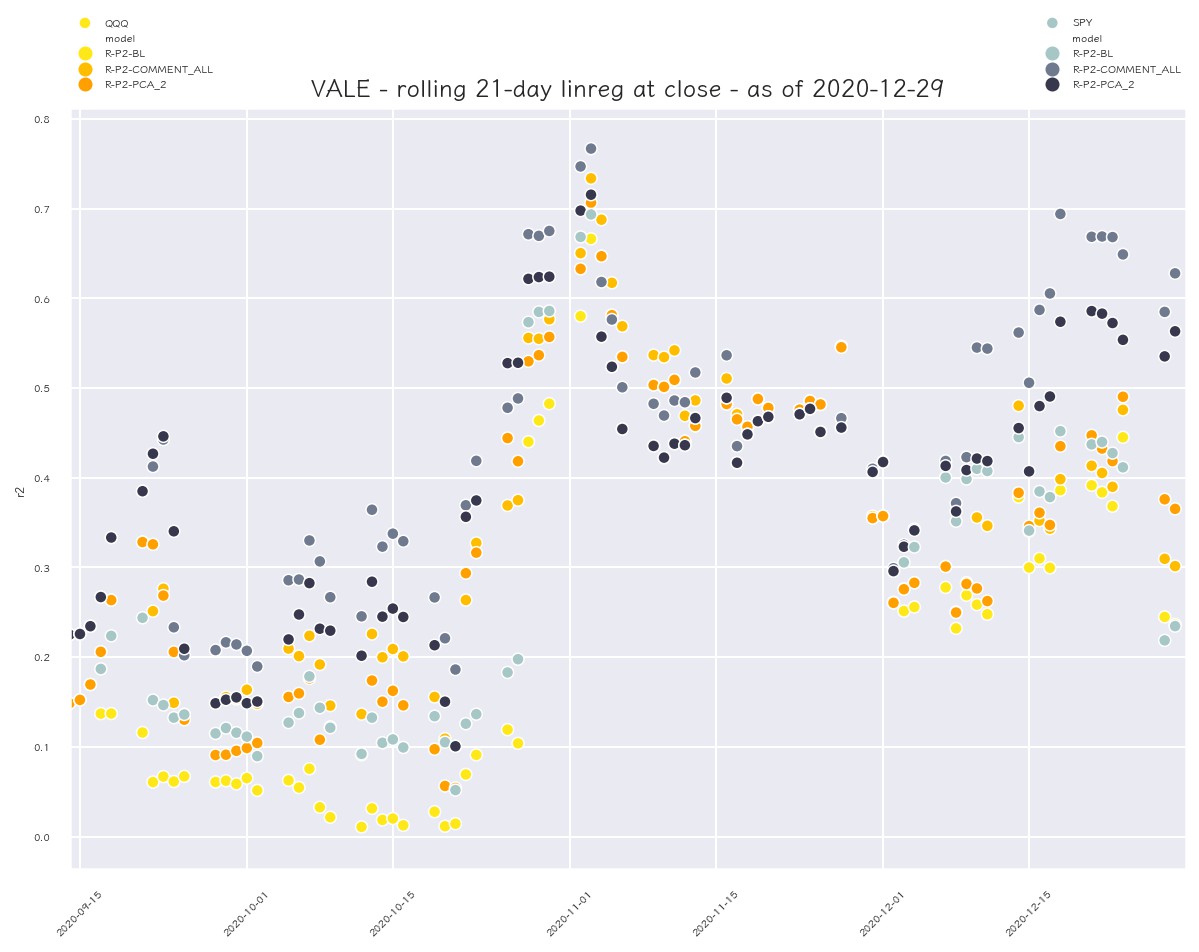 QQQ
model
R-P2-BL
R-P2-COMMENT_ALL
R-P2-PCA_2
SPY
model
R-P2-BL
R-P2-COMMENT_ALL
R-P2-PCA_2
VALE - rolling 21-day linreg at close - as of 2020-12-29
0.8
0.7
0.6
0.5
0.4
0.3
0.2
0.1
0.0
r2
2020-09-15
2020-10-01
2020-10-15
2020-11-01
2020-11-15
2020-12-01
2020-12-15